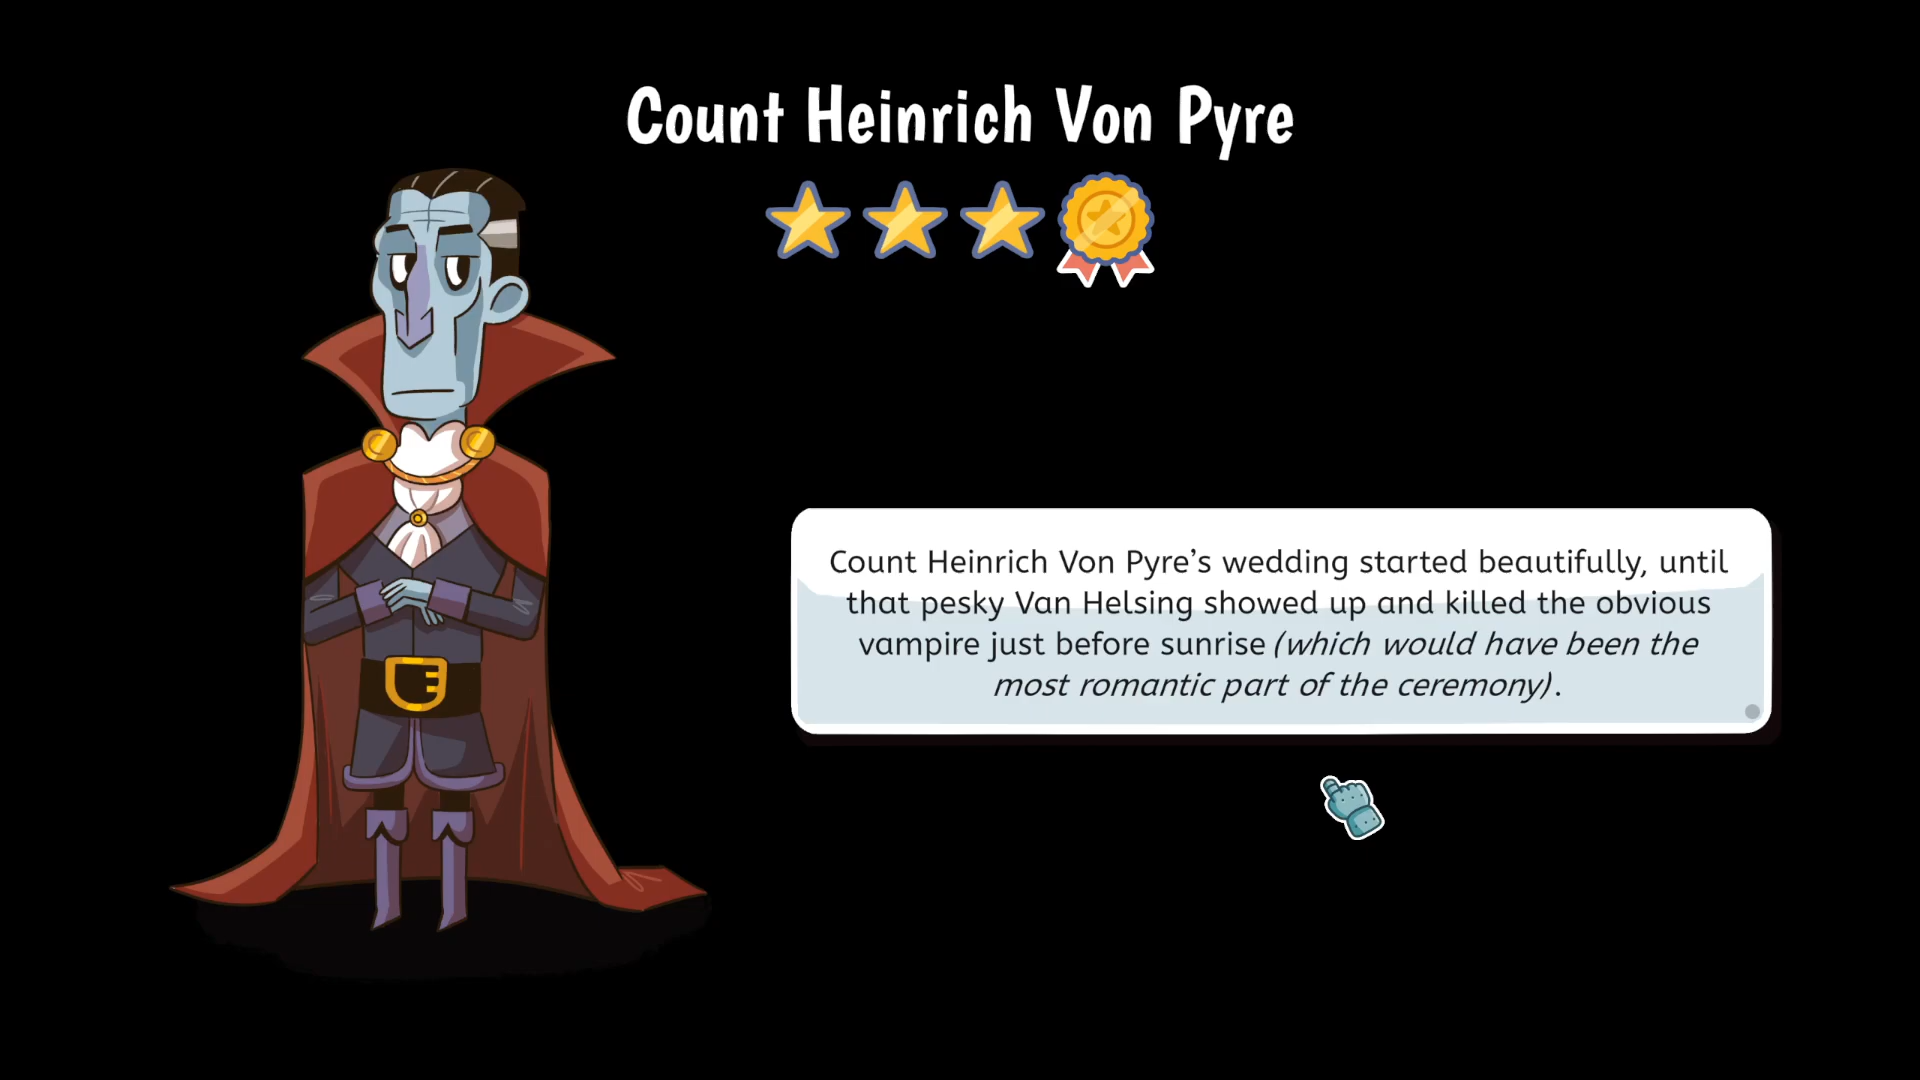 Count Heinrich Von Pyre
Count Heinrich Von Pyre’s wedding started beautifully, until
that pesky Van Helsing showed up and killed the obvious
vampire just before sunrise (which would have been the
most romantic part of the ceremony).